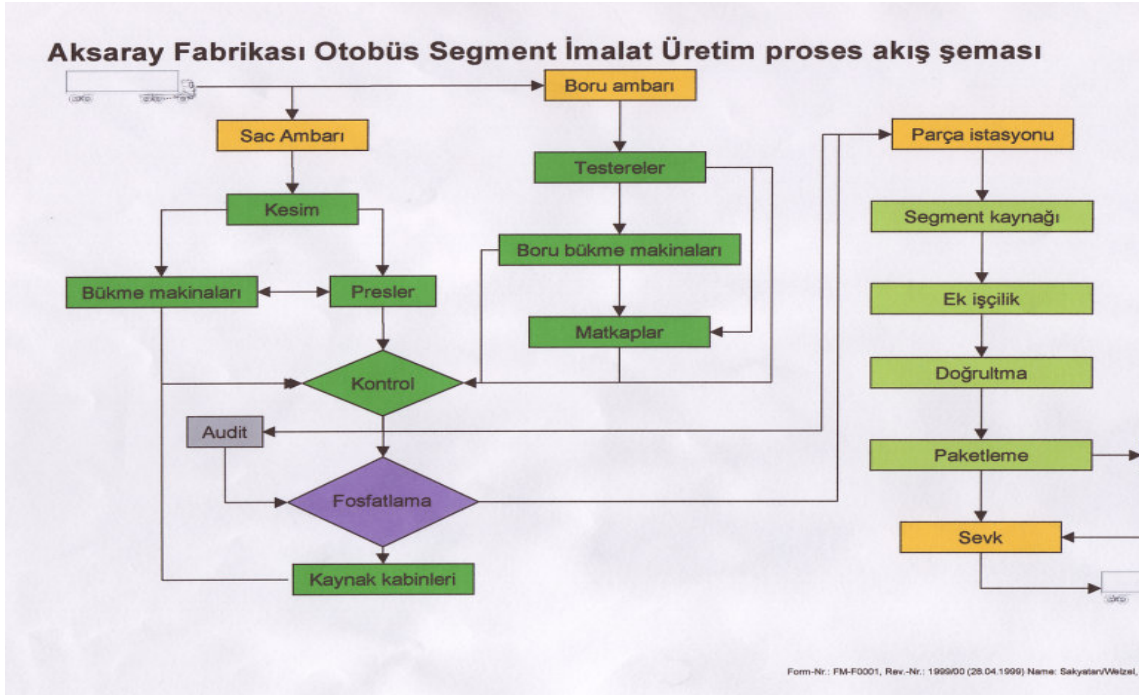 Aksaray Fabrikası Otobüs Segment İmalat Üretim proses akış şeması
Boru ambarı
Sac Ambarı
Parça istasyonu
Testereler
Kesim
Segment kaynağı
Boru bükme makinaları
Bükme makinaları
Presler
Ek işçilik
Matkaplar
Kontrol
Doğrultma
Audit
Paketleme
Fosfatlama
Sevk
Kaynak kabinleri
Form-Nr.: FM-F0001, Rev.-Nr.: 1999/00 (28.04.1999) Name: Sakyatan/Welzel,